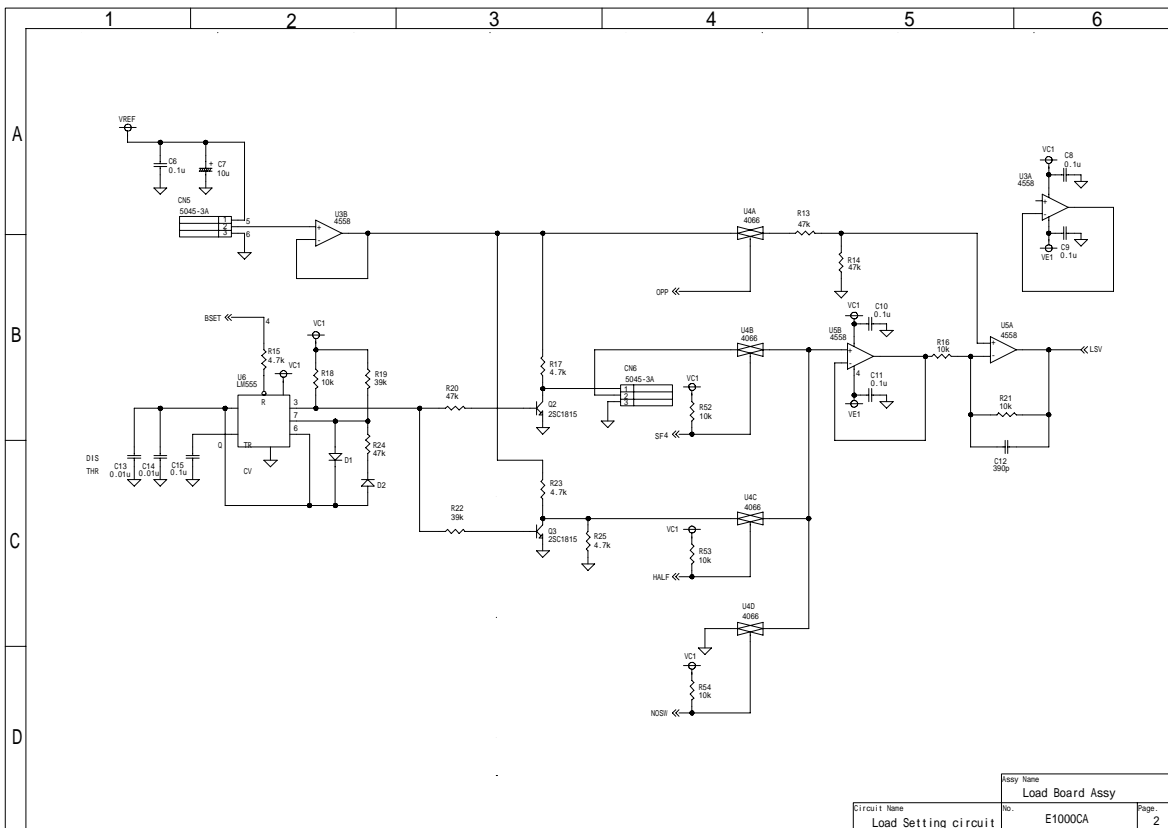 1 2 3 4 5 6
A
B
C
D
VREF
C6
0.1u
+
C7
10u
CN5
5045-3A
1
2
3
5
6
U3B
4558
+
-
U4A
4066
R13
47k
R14
47k
OPP
VC1
C8
0.1u
U3A
4558
+
-
C9
0.1u
VE1
BSET
4
R15
4.7k
VC1
U6
LM555
R
3
7
6
Q
TR
CV
DIS
THR
C13
0.01u
C14
0.01u
C15
0.1u
VC1
R18
10k
R19
39k
R24
47k
D1
D2
R20
47k
R22
39k
R17
4.7k
Q2
2SC1815
R23
4.7k
Q3
2SC1815
R25
4.7k
CN6
5045-3A
1
2
3
U4B
4066
VC1
R52
10k
SF4
U4C
4066
VC1
R53
10k
HALF
U4D
4066
VC1
R54
10k
NOSW
VC1
C10
0.1u
U5B
4558
+
-
4
C11
0.1u
VE1
R16
10k
U5A
4558
+
-
LSV
R21
10k
C12
390p
Assy Name
Load Board Assy
Circuit Name
Load Setting circuit
No.
E1000CA
Page.
2